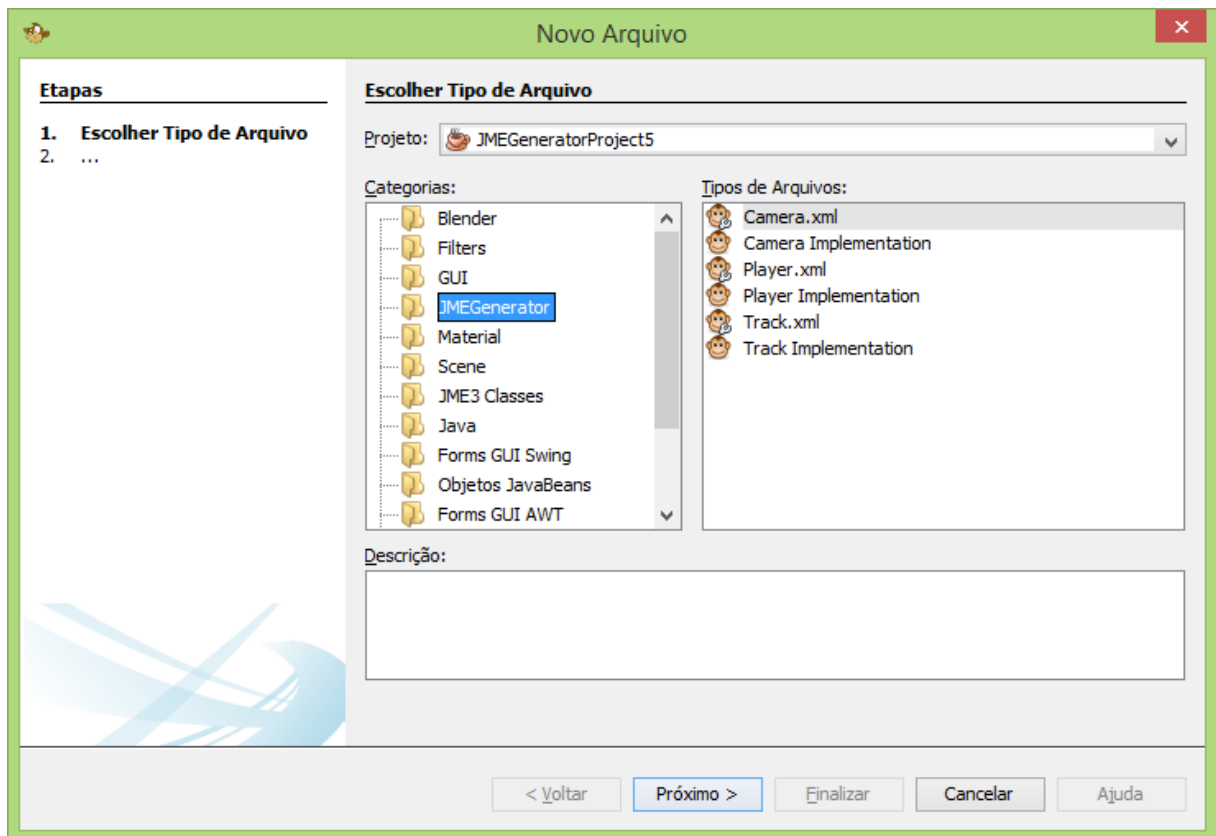 Novo Arquivo
Etapas
1. Escolher Tipo de Arquivo
2. ...
Escolher Tipo de Arquivo
Projeto: JMEGeneratorProject5
Categorias:
Blender
Filters
GUI
JMEGenerator
Material
Scene
JME3 Classes
Java
Forms GUI Swing
Objetos JavaBeans
Forms GUI AWT
Tipos de Arquivos:
Camera.xml
Camera Implementation
Player.xml
Player Implementation
Track.xml
Track Implementation
Descrição:
< Voltar
Próximo >
Finalizar
Cancelar
Ajuda